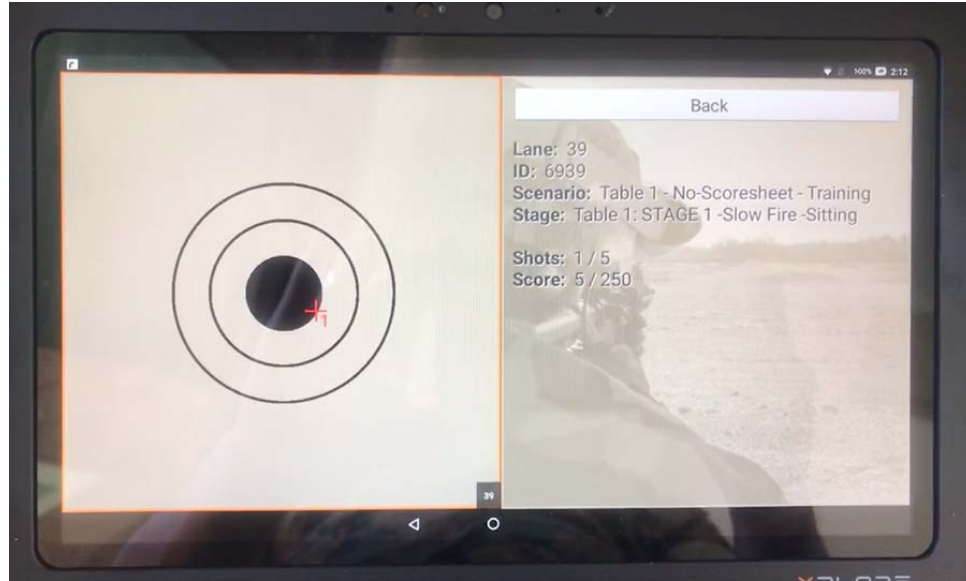 100% 2:12
Back
Lane: 39
ID: 6939
Scenario: Table 1 - No-Scoresheet - Training
Stage: Table 1: STAGE 1 -Slow Fire -Sitting
Shots: 1 / 5
Score: 5 / 250
1
39